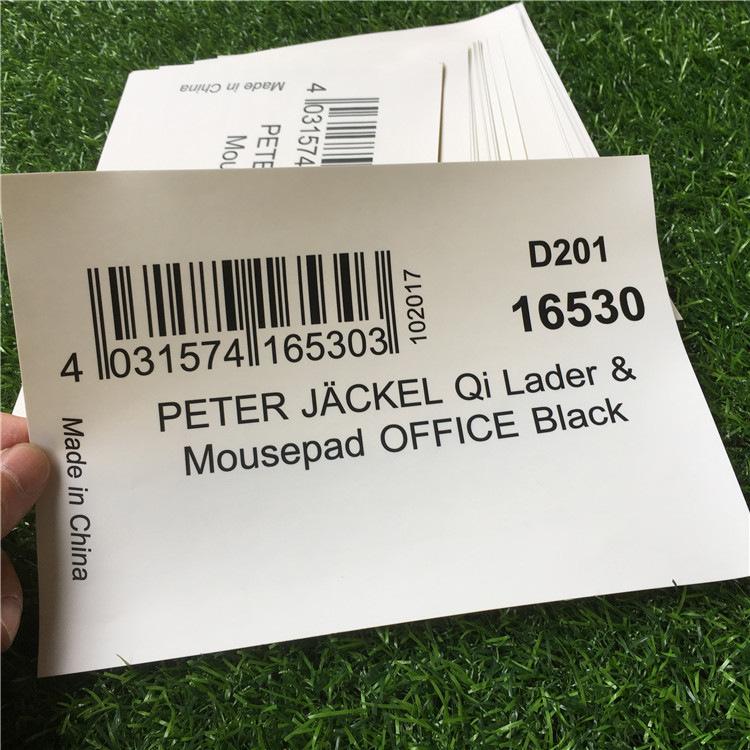 Made in China
4 031574
PETE
Mou
D201
16530
4 031574 165303
102017
PETER JÄCKEL Qi Lader &
Mousepad OFFICE Black
Made in China